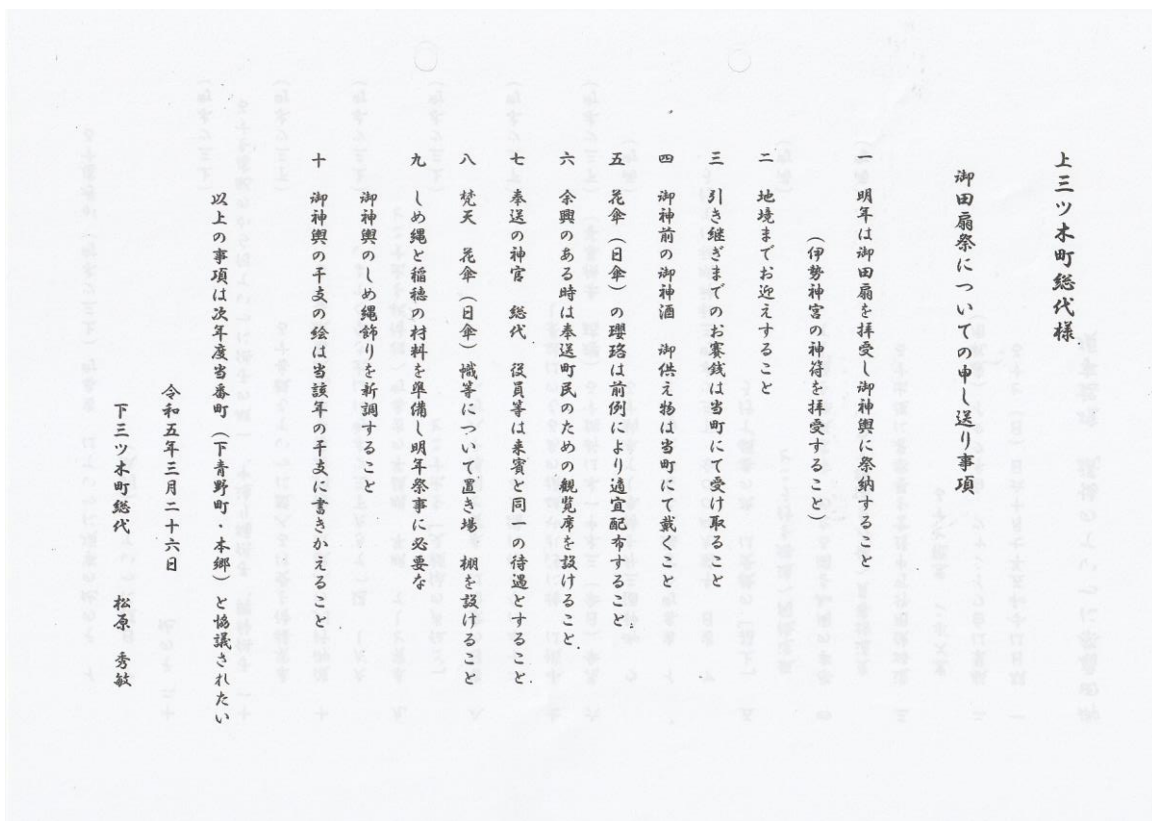 上三ツ木町総代様
御田扇祭についての申し送り事項
一 明年は御田扇を拝受し御神輿に祭納すること
(伊勢神宮の神符を拝受すること)
二 地境までお迎えすること
三 引き継ぎまでのお賽銭は当町にて受け取ること
四 御神前の御神酒 御供え物は当町にて戴くこと
五 花傘(日傘)の瓔珞は前例により適宜配布すること
六 余興のある時は奉送町民のための観覧席を設けること
七 奉送の神官 総代 役員等は来賓と同一の待遇とすること
八 梵天 花傘(日傘)幟等について置き場 棚を設けること
九 しめ縄と稲穂の材料を準備し明年祭事に必要な
御神輿のしめ縄飾りを新調すること
十 御神輿の干支の絵は当該年の干支に書きかえること
以上の事項は次年度当番町(下青野町・本郷)と協議されたい
令和五年三月二十六日
下三ツ木町総代 松原 秀敏